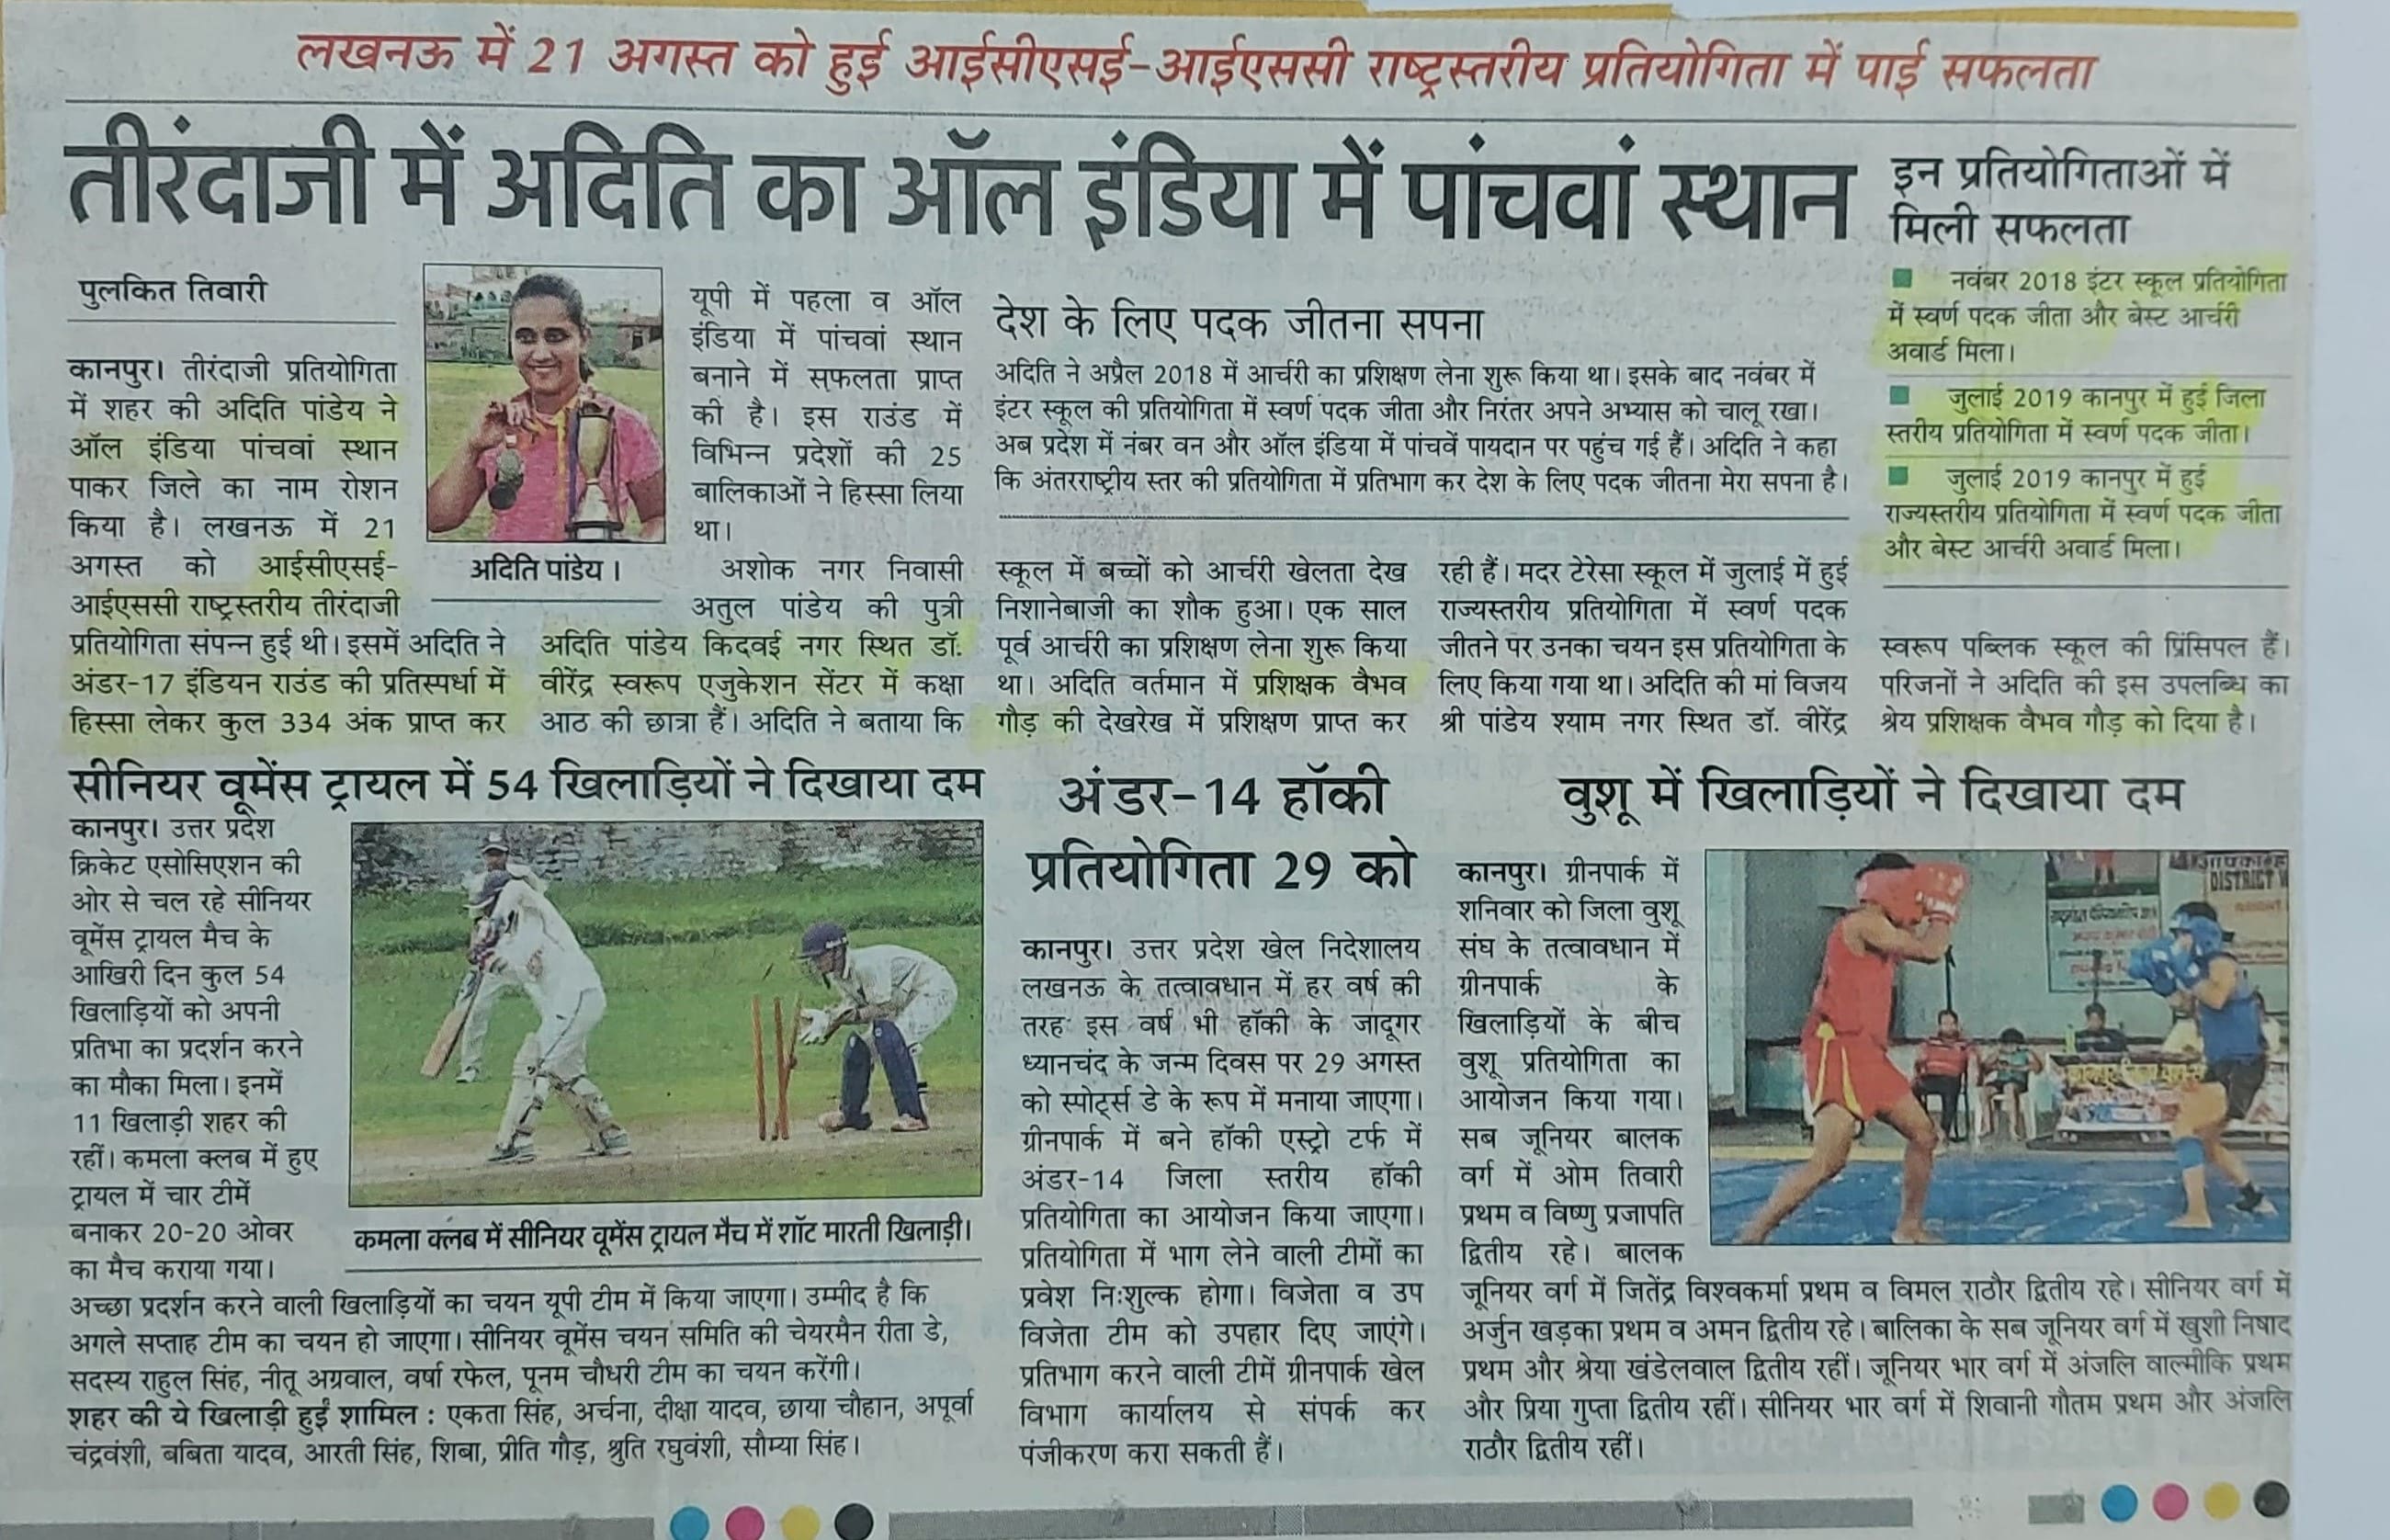 लखनऊ में 21 अगस्त को हुई आईसीएसई-आईएससी राष्ट्रस्तरीय प्रतियोगिता में पाई सफलता
तीरंदाजी में अदिति का ऑल इंडिया में पांचवां स्थान
पुलकित तिवारी
कानपुर। तीरंदाजी प्रतियोगिता
में शहर की अदिति पांडेय ने
ऑल इंडिया पांचवां स्थान
पाकर जिले का नाम रोशन
किया है। लखनऊ में 21
अगस्त को आईसीएसई-
आईएससी राष्ट्रस्तरीय तीरंदाजी
प्रतियोगिता संपन्न हुई थी। इसमें अदिति ने
अंडर-17 इंडियन राउंड की प्रतिस्पर्धा में
हिस्सा लेकर कुल 334 अंक प्राप्त कर
अदिति पांडेय।
यूपी में पहला व ऑल
इंडिया में पांचवां स्थान
बनाने में सफलता प्राप्त
की है। इस राउंड में
विभिन्न प्रदेशों की 25
बालिकाओं ने हिस्सा लिया
था।
अशोक नगर निवासी
अतुल पांडेय की पुत्री
अदिति पांडेय किदवई नगर स्थित डॉ.
वीरेंद्र स्वरूप एजुकेशन सेंटर में कक्षा
आठ की छात्रा हैं। अदिति ने बताया कि
देश के लिए पदक जीतना सपना
अदिति ने अप्रैल 2018 में आर्चरी का प्रशिक्षण लेना शुरू किया था। इसके बाद नवंबर में
इंटर स्कूल की प्रतियोगिता में स्वर्ण पदक जीता और निरंतर अपने अभ्यास को चालू रखा।
अब प्रदेश में नंबर वन और ऑल इंडिया में पांचवें पायदान पर पहुंच गई हैं। अदिति ने कहा
कि अंतरराष्ट्रीय स्तर की प्रतियोगिता में प्रतिभाग कर देश के लिए पदक जीतना मेरा सपना है।
स्कूल में बच्चों को आर्चरी खेलता देख
निशानेबाजी का शौक हुआ। एक साल
पूर्व आर्चरी का प्रशिक्षण लेना शुरू किया
था। अदिति वर्तमान में प्रशिक्षक वैभव
गौड़ की देखरेख में प्रशिक्षण प्राप्त कर
रही हैं। मदर टेरेसा स्कूल में जुलाई में हुई
राज्यस्तरीय प्रतियोगिता में स्वर्ण पदक
जीतने पर उनका चयन इस प्रतियोगिता के
लिए किया गया था। अदिति की मां विजय
श्री पांडेय श्याम नगर स्थित डॉ. वीरेंद्र
स्वरूप पब्लिक स्कूल की प्रिंसिपल हैं।
परिजनों ने अदिति की इस उपलब्धि का
श्रेय प्रशिक्षक वैभव गौड़ को दिया है।
इन प्रतियोगिताओं में
मिली सफलता
नवंबर 2018 इंटर स्कूल प्रतियोगिता
में स्वर्ण पदक जीता और बेस्ट आर्चरी
अवार्ड मिला।
जुलाई 2019 कानपुर में हुई जिला
स्तरीय प्रतियोगिता में स्वर्ण पदक जीता।
जुलाई 2019 कानपुर में हुई
राज्यस्तरीय प्रतियोगिता में स्वर्ण पदक जीता
और बेस्ट आर्चरी अवार्ड मिला।
सीनियर वूमेंस ट्रायल में 54 खिलाड़ियों ने दिखाया दम
कानपुर। उत्तर प्रदेश
क्रिकेट एसोसिएशन की
ओर से चल रहे सीनियर
वूमेंस ट्रायल मैच के
आखिरी दिन कुल 54
खिलाड़ियों को अपनी
प्रतिभा का प्रदर्शन करने
का मौका मिला। इनमें
11 खिलाड़ी शहर की
रहीं। कमला क्लब में हुए
ट्रायल में चार टीमें
बनाकर 20-20 ओवर
का मैच कराया गया।
कमला क्लब में सीनियर वूमेंस ट्रायल मैच में शॉट मारती खिलाड़ी।
अच्छा प्रदर्शन करने वाली खिलाड़ियों का चयन यूपी टीम में किया जाएगा। उम्मीद है कि
अगले सप्ताह टीम का चयन हो जाएगा। सीनियर वूमेंस चयन समिति की चेयरमैन रीता डे,
सदस्य राहुल सिंह, नीतू अग्रवाल, वर्षा रफेल, पूनम चौधरी टीम का चयन करेंगी।
शहर की ये खिलाड़ी हुईं शामिल : एकता सिंह, अर्चना, दीक्षा यादव, छाया चौहान, अपूर्वा
चंद्रवंशी, बबिता यादव, आरती सिंह, शिबा, प्रीति गौड़, श्रुति रघुवंशी, सौम्या सिंह।
अंडर-14 हॉकी
प्रतियोगिता 29 को
कानपुर। उत्तर प्रदेश खेल निदेशालय
लखनऊ के तत्वावधान में हर वर्ष की
तरह इस वर्ष भी हॉकी के जादूगर
ध्यानचंद के जन्म दिवस पर 29 अगस्त
को स्पोर्ट्स डे के रूप में मनाया जाएगा।
ग्रीनपार्क में बने हॉकी एस्ट्रो टर्फ में
अंडर-14 जिला स्तरीय हॉकी
प्रतियोगिता का आयोजन किया जाएगा।
प्रतियोगिता में भाग लेने वाली टीमों का
प्रवेश निःशुल्क होगा। विजेता व उप
विजेता टीम को उपहार दिए जाएंगे।
प्रतिभाग करने वाली टीमें ग्रीनपार्क खेल
विभाग कार्यालय से संपर्क कर
पंजीकरण करा सकती हैं।
वुशू में खिलाड़ियों ने दिखाया दम
कानपुर। ग्रीनपार्क में
शनिवार को जिला वुशू
संघ के तत्वावधान में
ग्रीनपार्क के
खिलाड़ियों के बीच
वुशू प्रतियोगिता का
आयोजन किया गया।
सब जूनियर बालक
वर्ग में ओम तिवारी
प्रथम व विष्णु प्रजापति
द्वितीय रहे। बालक
जूनियर वर्ग में जितेंद्र विश्वकर्मा प्रथम व विमल राठौर द्वितीय रहे। सीनियर वर्ग में
अर्जुन खड़का प्रथम व अमन द्वितीय रहे। बालिका के सब जूनियर वर्ग में खुशी निषाद
प्रथम और श्रेया खंडेलवाल द्वितीय रहीं। जूनियर भार वर्ग में अंजलि वाल्मीकि प्रथम
और प्रिया गुप्ता द्वितीय रहीं। सीनियर भार वर्ग में शिवानी गौतम प्रथम और अंजलि
राठौर द्वितीय रहीं।
DISTRICT W